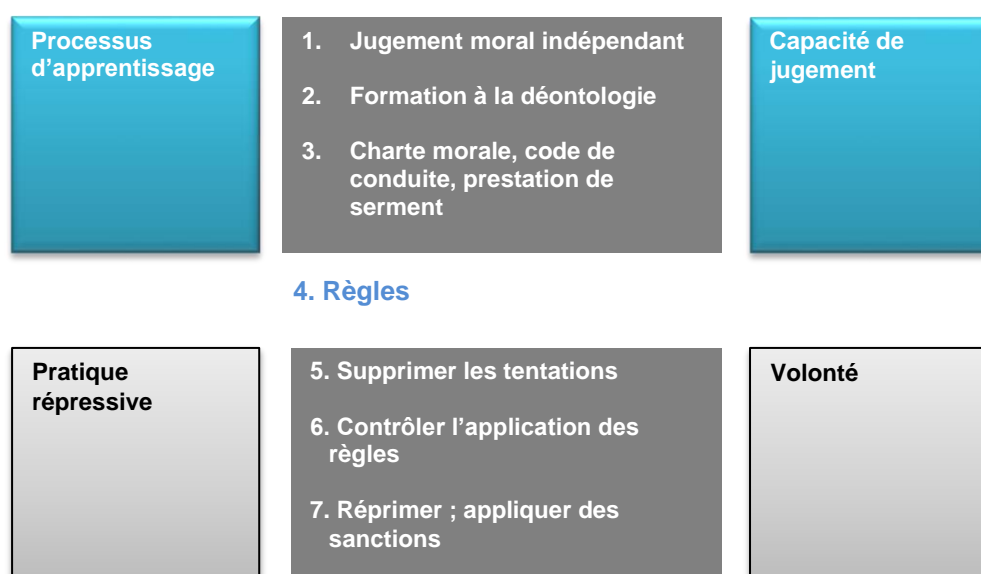 Processus
d'apprentissage
1. Jugement moral indépendant
2. Formation à la déontologie
3. Charte morale, code de
conduite, prestation de
serment
Capacité de
jugement
4. Règles
Pratique
répressive
5. Supprimer les tentations
6. Contrôler l'application des
règles
7. Réprimer ; appliquer des
sanctions
Volonté